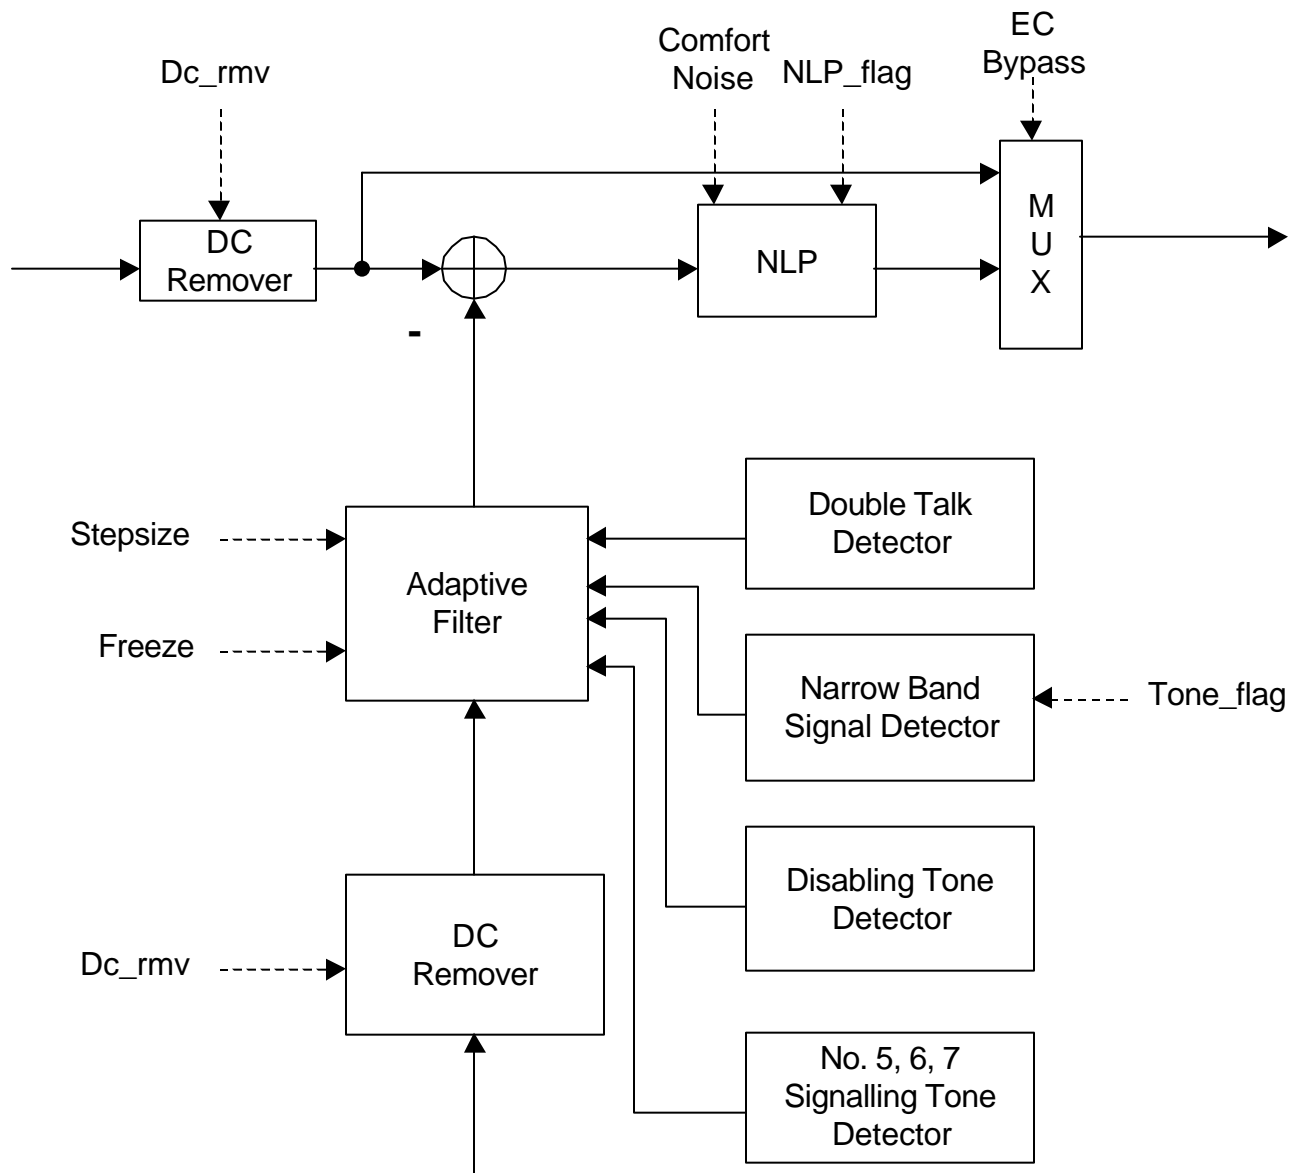 EC
Bypass
Comfort
Noise
NLP_flag
Dc_rmv
DC
Remover
NLP
M
U
X
-
Double Talk
Detector
Stepsize
Adaptive
Filter
Freeze
Narrow Band
Signal Detector
Tone_flag
Disabling Tone
Detector
DC
Remover
Dc_rmv
No. 5, 6, 7
Signalling Tone
Detector